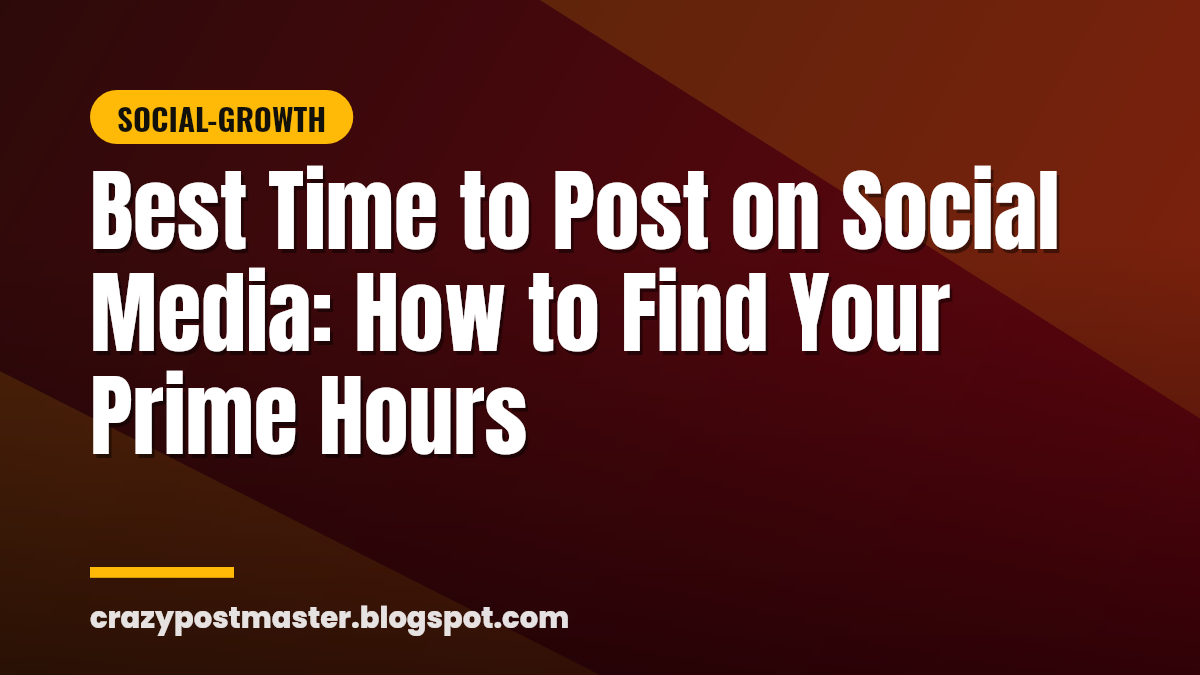 SOCIAL-GROWTH
Best Time to Post on Social
Media: How to Find Your
Prime Hours
crazypostmaster.blogspot.com